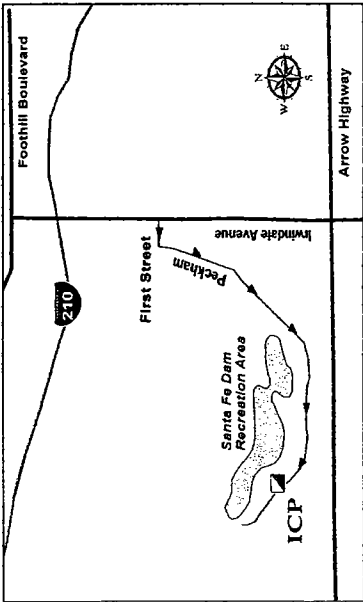 Foothill Boulevard
N
E
W
S
210
First Street
Irwindale Avenue
Peckham
Santa Fe Dam
Recreation Area
ICP
Arrow Highway